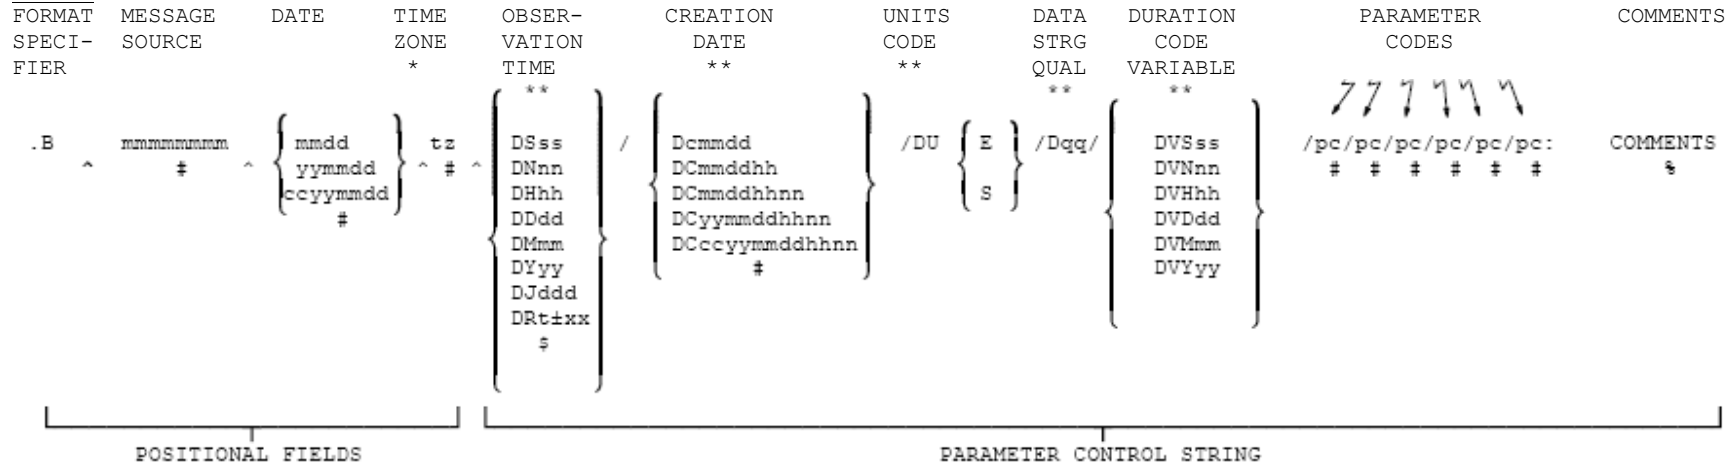 FORMAT MESSAGE DATE TIME OBSER- CREATION UNITS DATA DURATION PARAMETER COMMENTS
SPECI- SOURCE ZONE VATION DATE CODE STRG CODE CODES
FIER * TIME ** ** QUAL VARIABLE
** ** **
.B mmmmmmmm mmdd tz DSss / Dcmmdd /DU E /Dqq/ DVSss /pc/pc/pc/pc/pc/pc: COMMENTS
^ # ^ yymmdd ^ # ^ DNnn DCmmddhh DVNnn # # # # # # %
ccyymmdd DHhh DCmmddhhnn S DVHhh
# DDdd DCyymmddhhnn DVDdd
DMmm DCccyymmddhhnn DVMmm
DYyy # DVYyy
DJddd
DRt±xx
$
POSITIONAL FIELDS PARAMETER CONTROL STRING